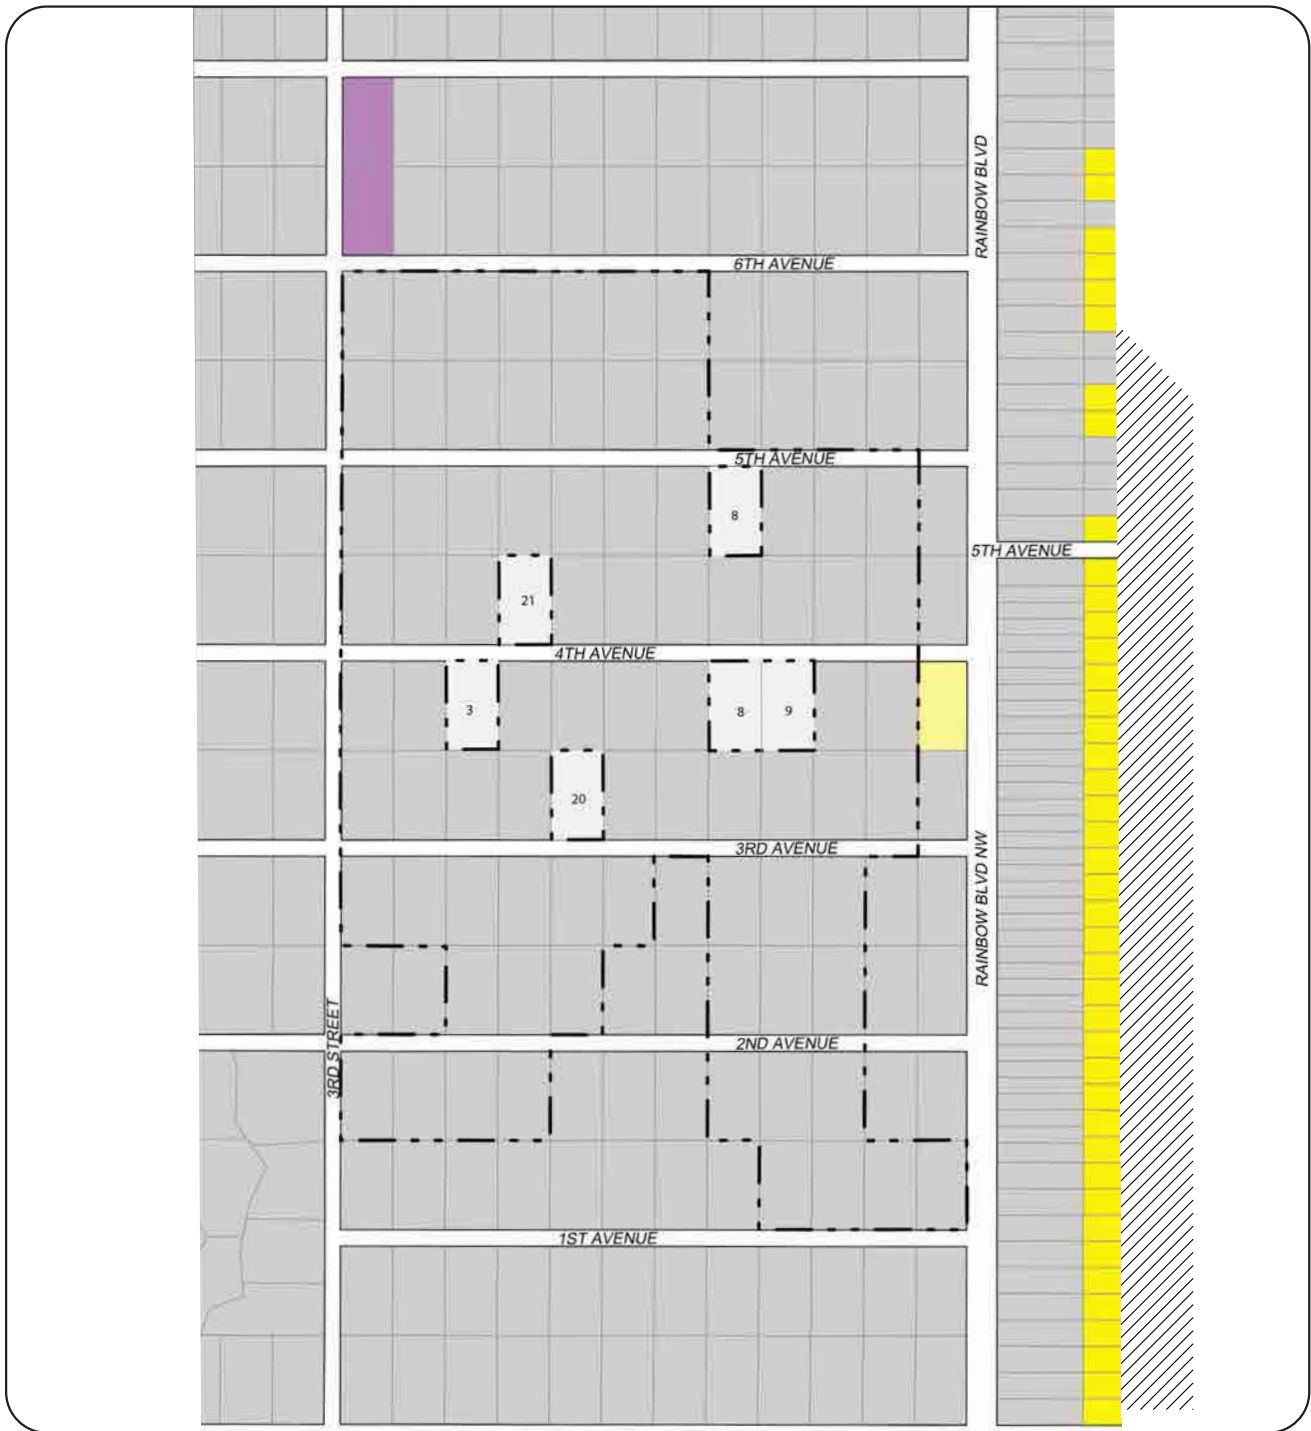 RAINBOW BLVD
6TH AVENUE
5TH AVENUE
8
5TH AVENUE
21
4TH AVENUE
3
8
9
20
3RD AVENUE
RAINBOW BLVD NW
3RD STREET
2ND AVENUE
1ST AVENUE